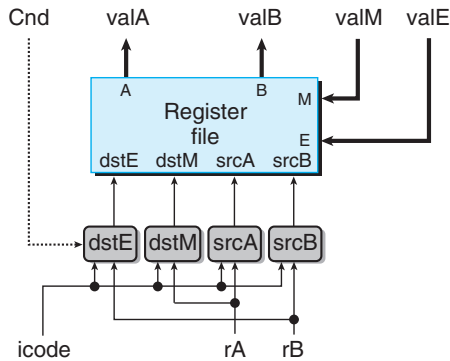 Cnd valA valB valM valE
A B
M
Register
file
E
dstE dstM srcA srcB
dstE dstM srcA srcB
icode rA rB